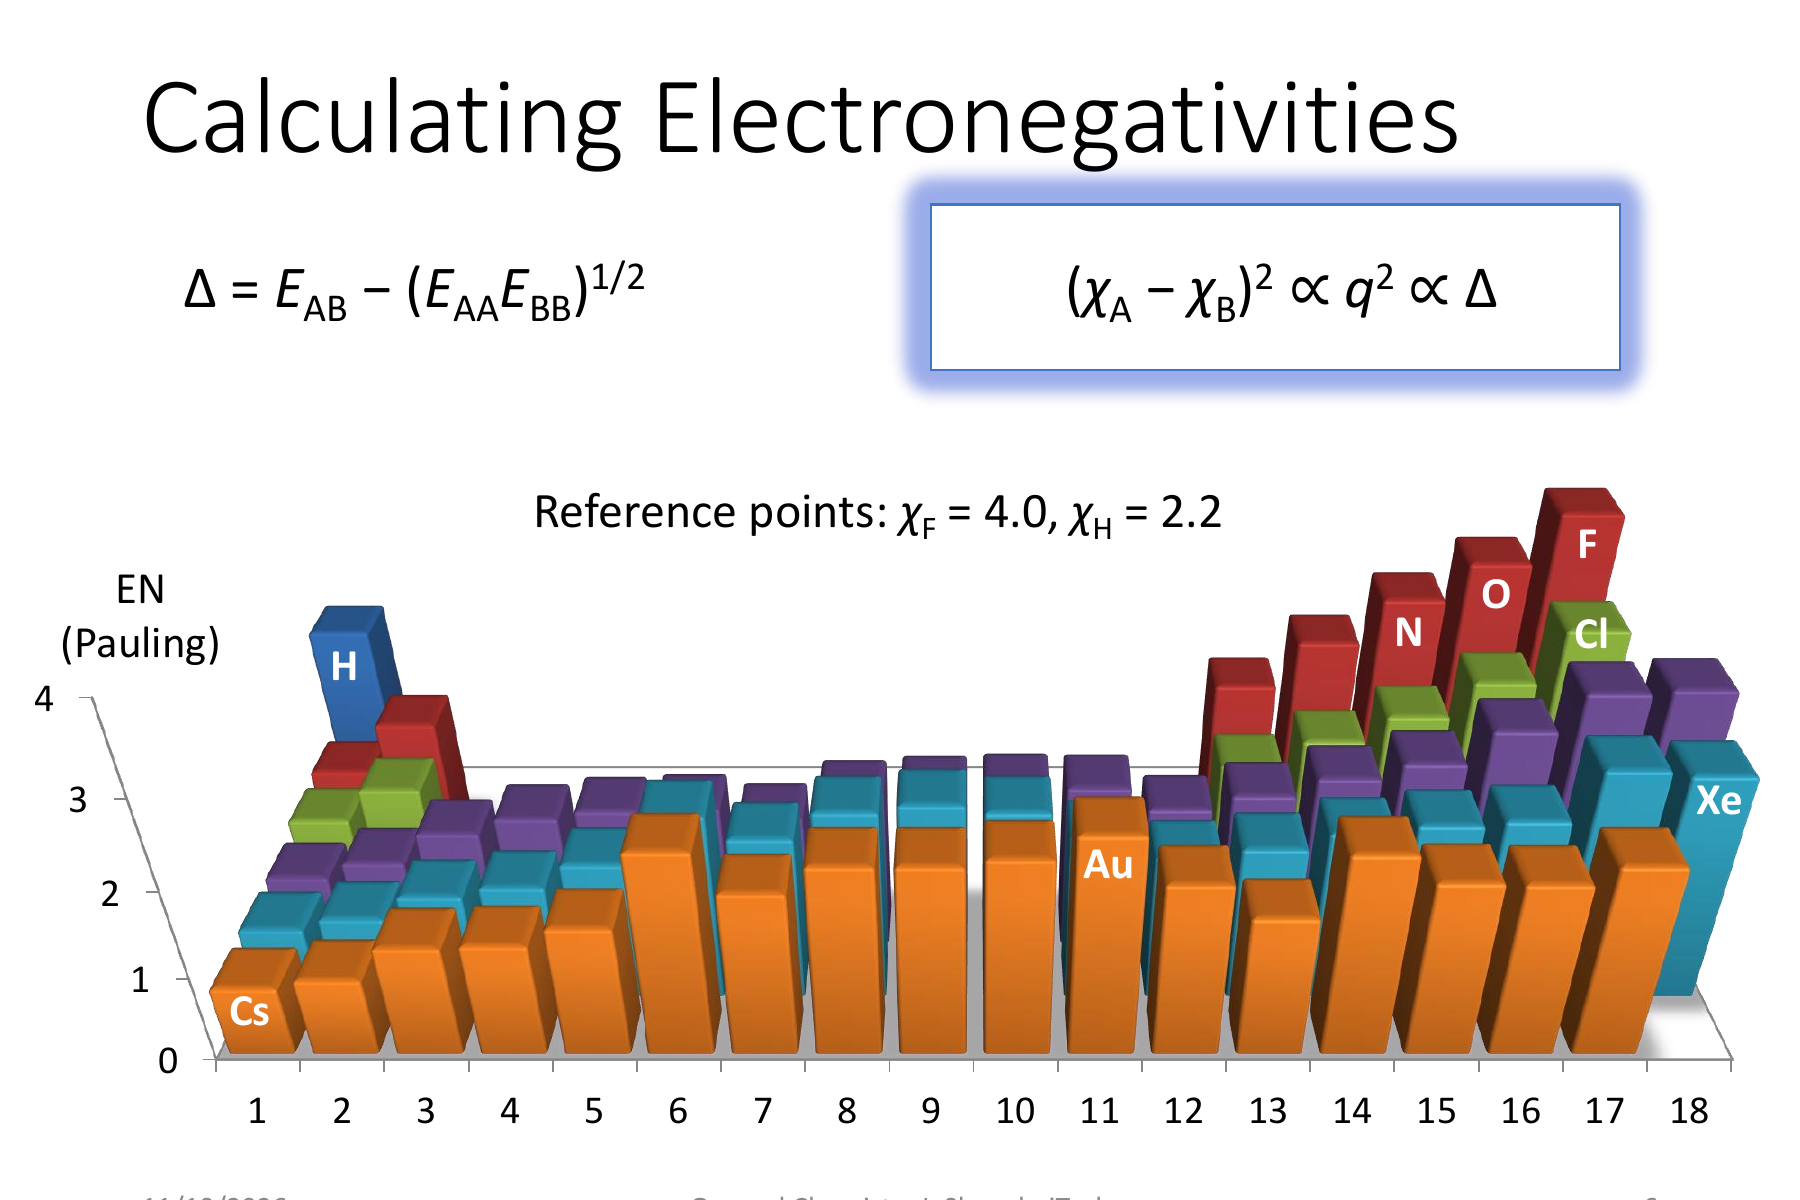 Calculating Electronegativities
Δ = E_AB − (E_AA E_BB)^1/2
(χ_A − χ_B)² ∝ q² ∝ Δ
Reference points: χ_F = 4.0, χ_H = 2.2
EN
(Pauling)
F
O
N
Cl
H
Xe
Au
Cs
4
3
2
1
0
1 2 3 4 5 6 7 8 9 10 11 12 13 14 15 16 17 18